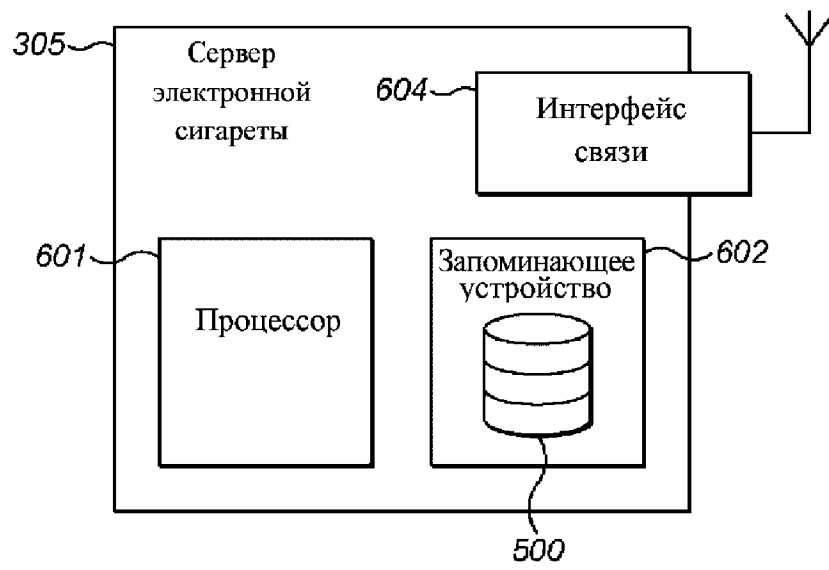 305
Сервер
электронной
сигареты
604
Интерфейс
связи
601
Процессор
602
Запоминающее
устройство
500